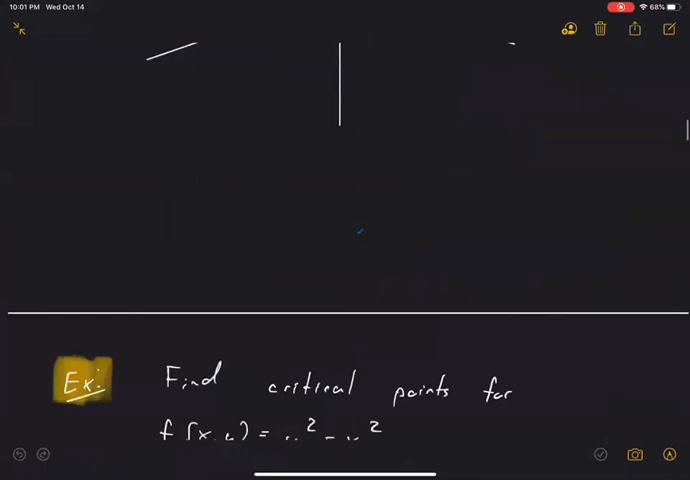 10:01 PM Wed Oct 14
68%
Ex:
Find critical points for
f(x,y) =